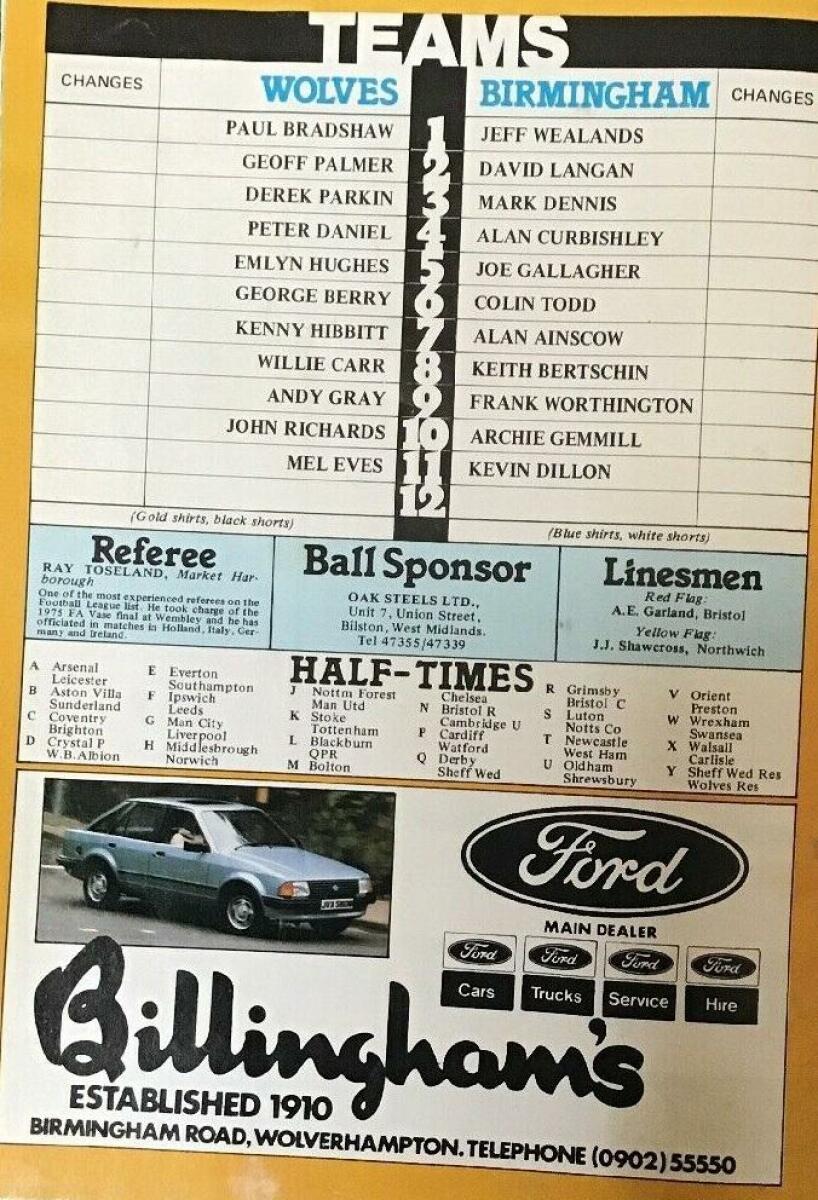 TEAMS
CHANGES WOLVES BIRMINGHAM CHANGES
PAUL BRADSHAW 1 JEFF WEALANDS
GEOFF PALMER 2 DAVID LANGAN
DEREK PARKIN 3 MARK DENNIS
PETER DANIEL 4 ALAN CURBISHLEY
EMLYN HUGHES 5 JOE GALLAGHER
GEORGE BERRY 6 COLIN TODD
KENNY HIBBITT 7 ALAN AINSCOW
WILLIE CARR 8 KEITH BERTSCHIN
ANDY GRAY 9 FRANK WORTHINGTON
JOHN RICHARDS 10 ARCHIE GEMMILL
MEL EVES 11 KEVIN DILLON
12
(Gold shirts, black shorts)
(Blue shirts, white shorts)
Referee
RAY TOSELAND, Market Har-
borough
One of the most experienced referees on the
Football League list. He took charge of the
1975 FA Vase final at Wembley and he has
officiated in matches in Holland, Italy, Ger-
many and Ireland.
Ball Sponsor
OAK STEELS LTD.,
Unit 7, Union Street,
Bilston, West Midlands.
Tel 47355/47339
Linesmen
Red Flag:
A.E. Garland, Bristol
Yellow Flag:
J.J. Shawcross, Northwich
HALF-TIMES
A Arsenal
Leicester
B Aston Villa
Sunderland
C Coventry
Brighton
D Crystal P
W.B.Albion
E Everton
Southampton
F Ipswich
Leeds
G Man City
Liverpool
H Middlesbrough
Norwich
J Nottm Forest
Man Utd
K Stoke
Tottenham
L Blackburn
QPR
M Bolton
Chelsea
N Bristol R
Cambridge U
P Cardiff
Watford
Q Derby
Sheff Wed
R Grimsby
Bristol C
S Luton
Notts Co
T Newcastle
West Ham
U Oldham
Shrewsbury
V Orient
Preston
W Wrexham
Swansea
X Walsall
Carlisle
Y Sheff Wed Res
Wolves Res
Ford
MAIN DEALER
Ford Ford Ford Ford
Cars Trucks Service Hire
Billingham's
ESTABLISHED 1910
BIRMINGHAM ROAD, WOLVERHAMPTON. TELEPHONE (0902) 55550